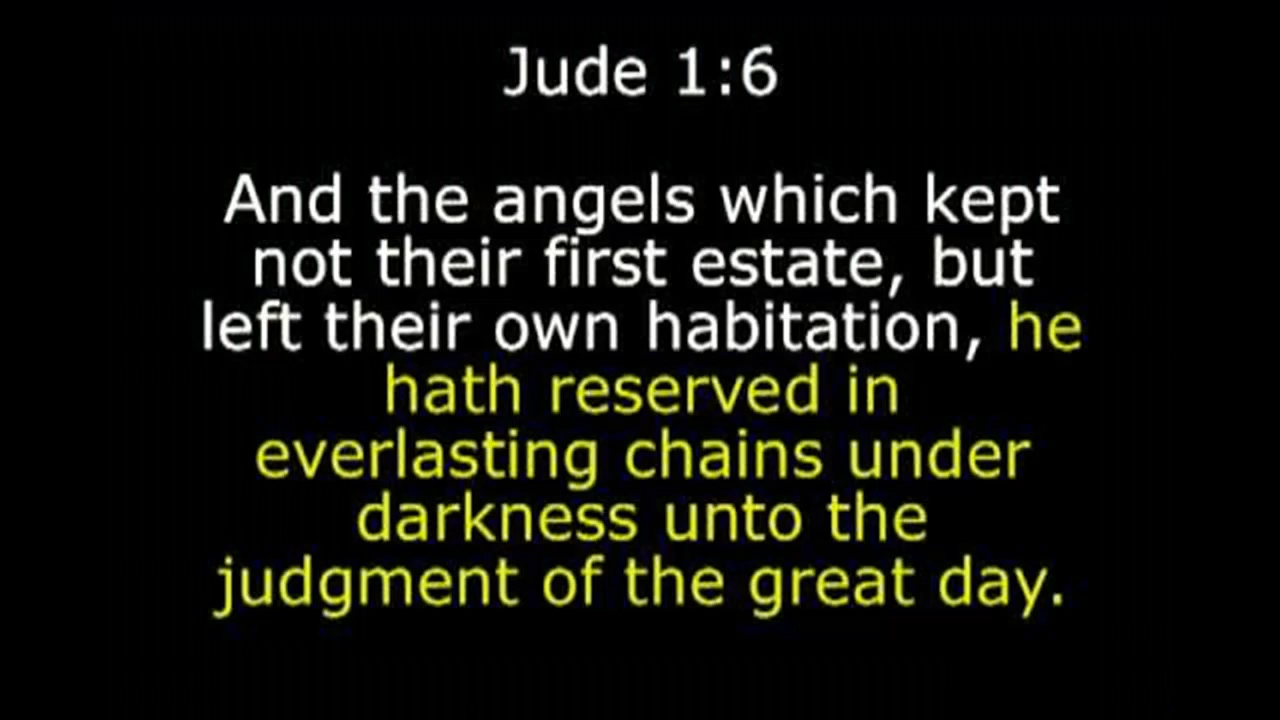 Jude 1:6
And the angels which kept
not their first estate, but
left their own habitation, he
hath reserved in
everlasting chains under
darkness unto the
judgment of the great day.